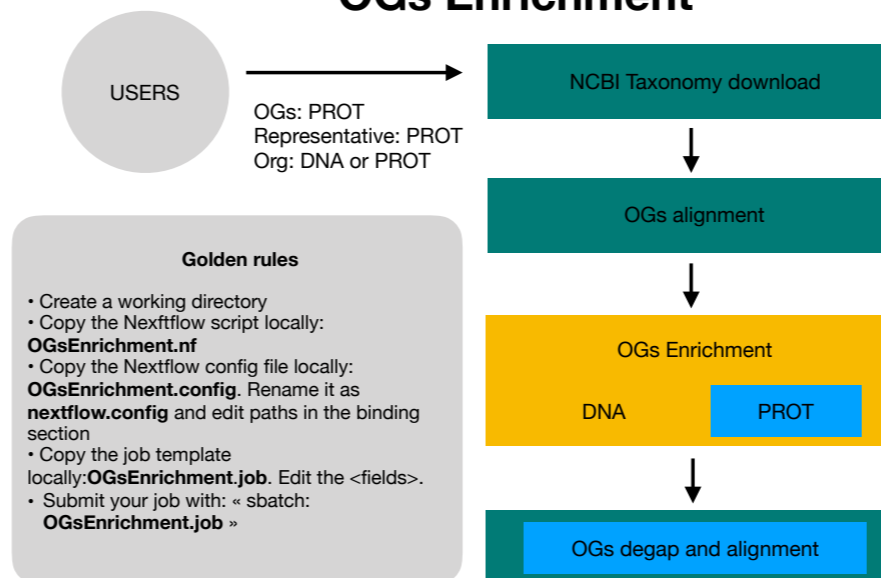 OGs Enrichment
USERS
OGs: PROT
Representative: PROT
Org: DNA or PROT
NCBI Taxonomy download
OGs alignment
OGs Enrichment
DNA
PROT
OGs degap and alignment
Golden rules
• Create a working directory
• Copy the Nexftflow script locally:
OGsEnrichment.nf
• Copy the Nextflow config file locally:
OGsEnrichment.config. Rename it as
nextflow.config and edit paths in the binding
section
• Copy the job template
locally:OGsEnrichment.job. Edit the <fields>.
• Submit your job with: « sbatch:
OGsEnrichment.job »